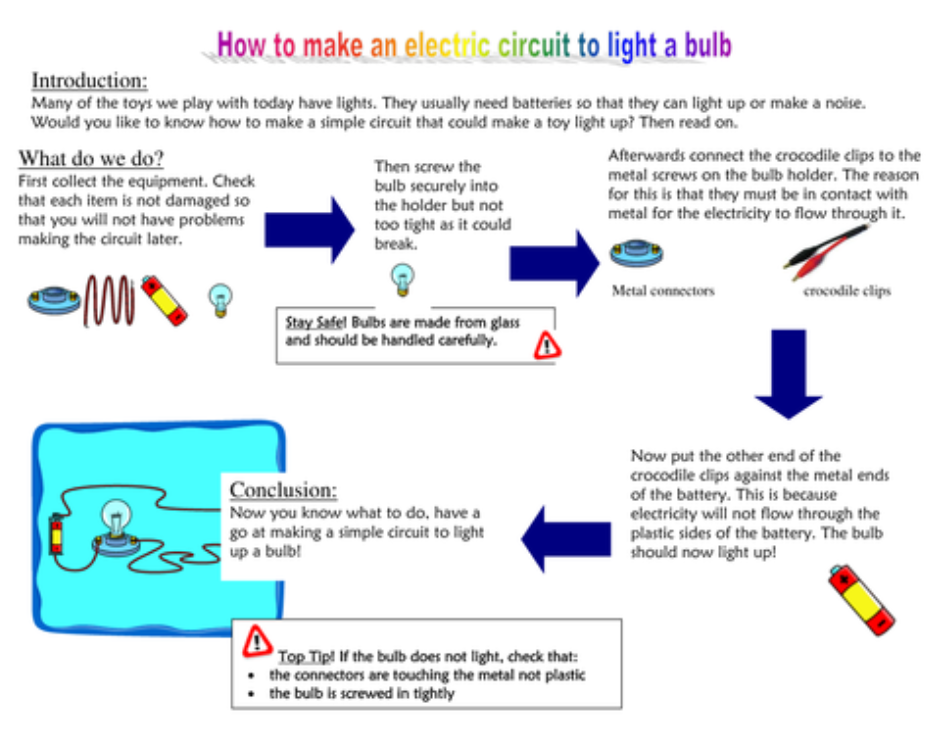 How to make an electric circuit to light a bulb
Introduction:
Many of the toys we play with today have lights. They usually need batteries so that they can light up or make a noise.
Would you like to know how to make a simple circuit that could make a toy light up? Then read on.
What do we do?
First collect the equipment. Check
that each item is not damaged so
that you will not have problems
making the circuit later.
Then screw the
bulb securely into
the holder but not
too tight as it could
break.
Stay Safe! Bulbs are made from glass
and should be handled carefully.
!
Afterwards connect the crocodile clips to the
metal screws on the bulb holder. The reason
for this is that they must be in contact with
metal for the electricity to flow through it.
Metal connectors
crocodile clips
Now put the other end of the
crocodile clips against the metal ends
of the battery. This is because
electricity will not flow through the
plastic sides of the battery. The bulb
should now light up!
Conclusion:
Now you know what to do, have a
go at making a simple circuit to light
up a bulb!
!
Top Tip! If the bulb does not light, check that:
• the connectors are touching the metal not plastic
• the bulb is screwed in tightly